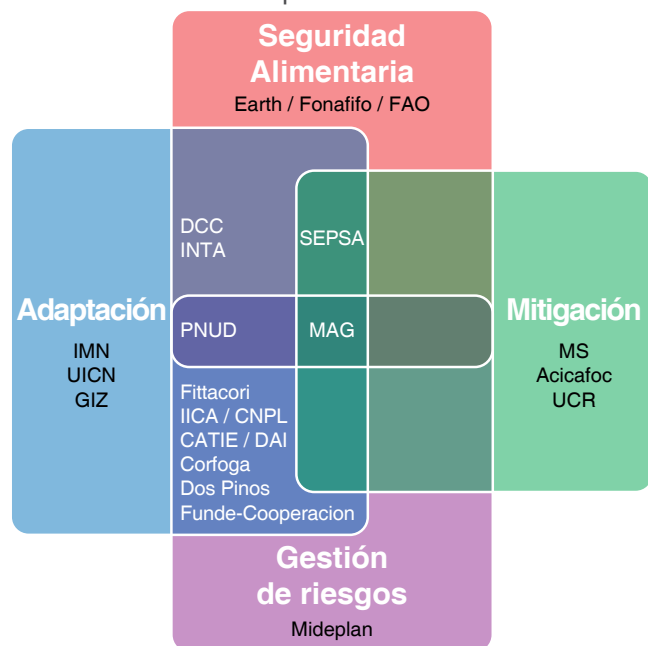 Seguridad
Alimentaria
Earth / Fonafifo / FAO
DCC
INTA
SEPSA
Adaptación
IMN
UICN
GIZ
PNUD
MAG
Mitigación
MS
Acicafoc
UCR
Fittacori
IICA / CNPL
CATIE / DAI
Corfoga
Dos Pinos
Funde-Cooperacion
Gestión
de riesgos
Mideplan